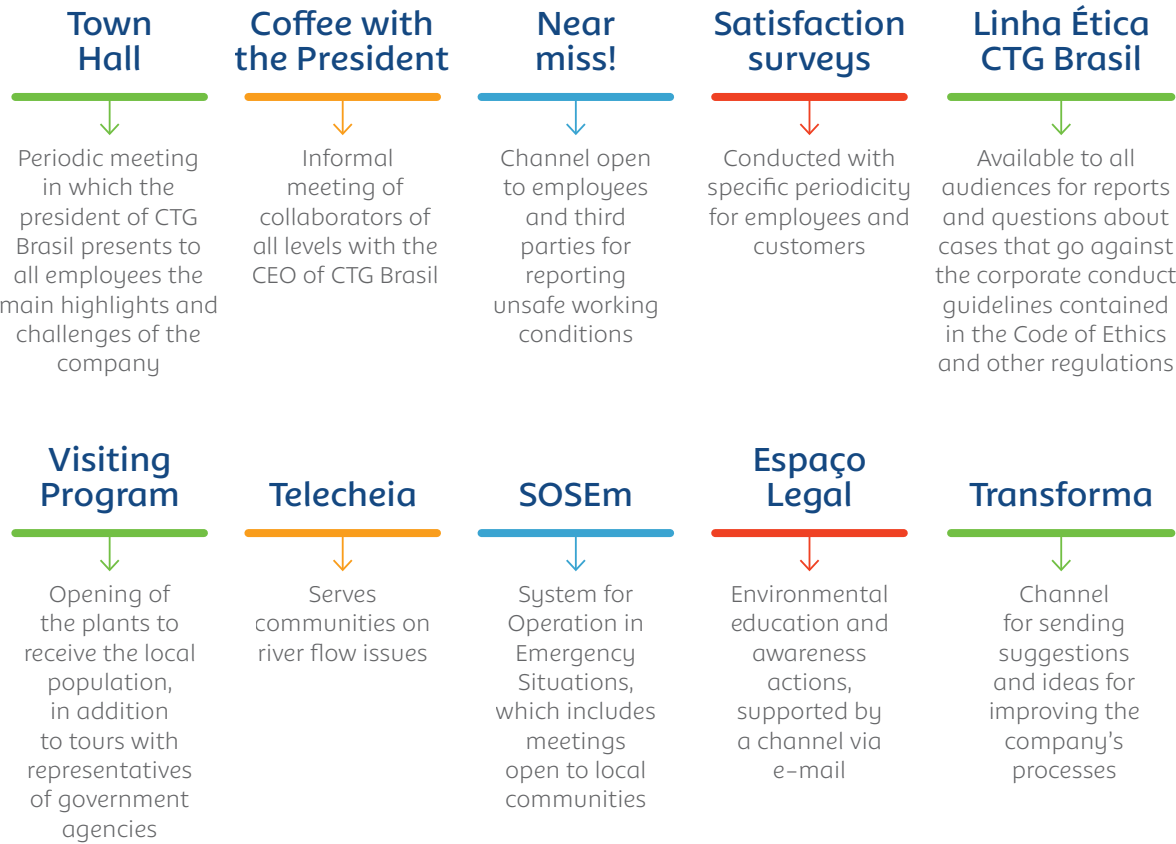 Town
Hall
Periodic meeting
in which the
president of CTG
Brasil presents to
all employees the
main highlights and
challenges of the
company
Coffee with
the President
Informal
meeting of
collaborators of
all levels with the
CEO of CTG Brasil
Near
miss!
Channel open
to employees
and third
parties for
reporting
unsafe working
conditions
Satisfaction
surveys
Conducted with
specific periodicity
for employees and
customers
Linha Ética
CTG Brasil
Available to all
audiences for reports
and questions about
cases that go against
the corporate conduct
guidelines contained
in the Code of Ethics
and other regulations
Visiting
Program
Opening of
the plants to
receive the local
population,
in addition
to tours with
representatives
of government
agencies
Telecheia
Serves
communities on
river flow issues
SOSEm
System for
Operation in
Emergency
Situations,
which includes
meetings
open to local
communities
Espaço
Legal
Environmental
education and
awareness
actions,
supported by
a channel via
e-mail
Transforma
Channel
for sending
suggestions
and ideas for
improving the
company's
processes